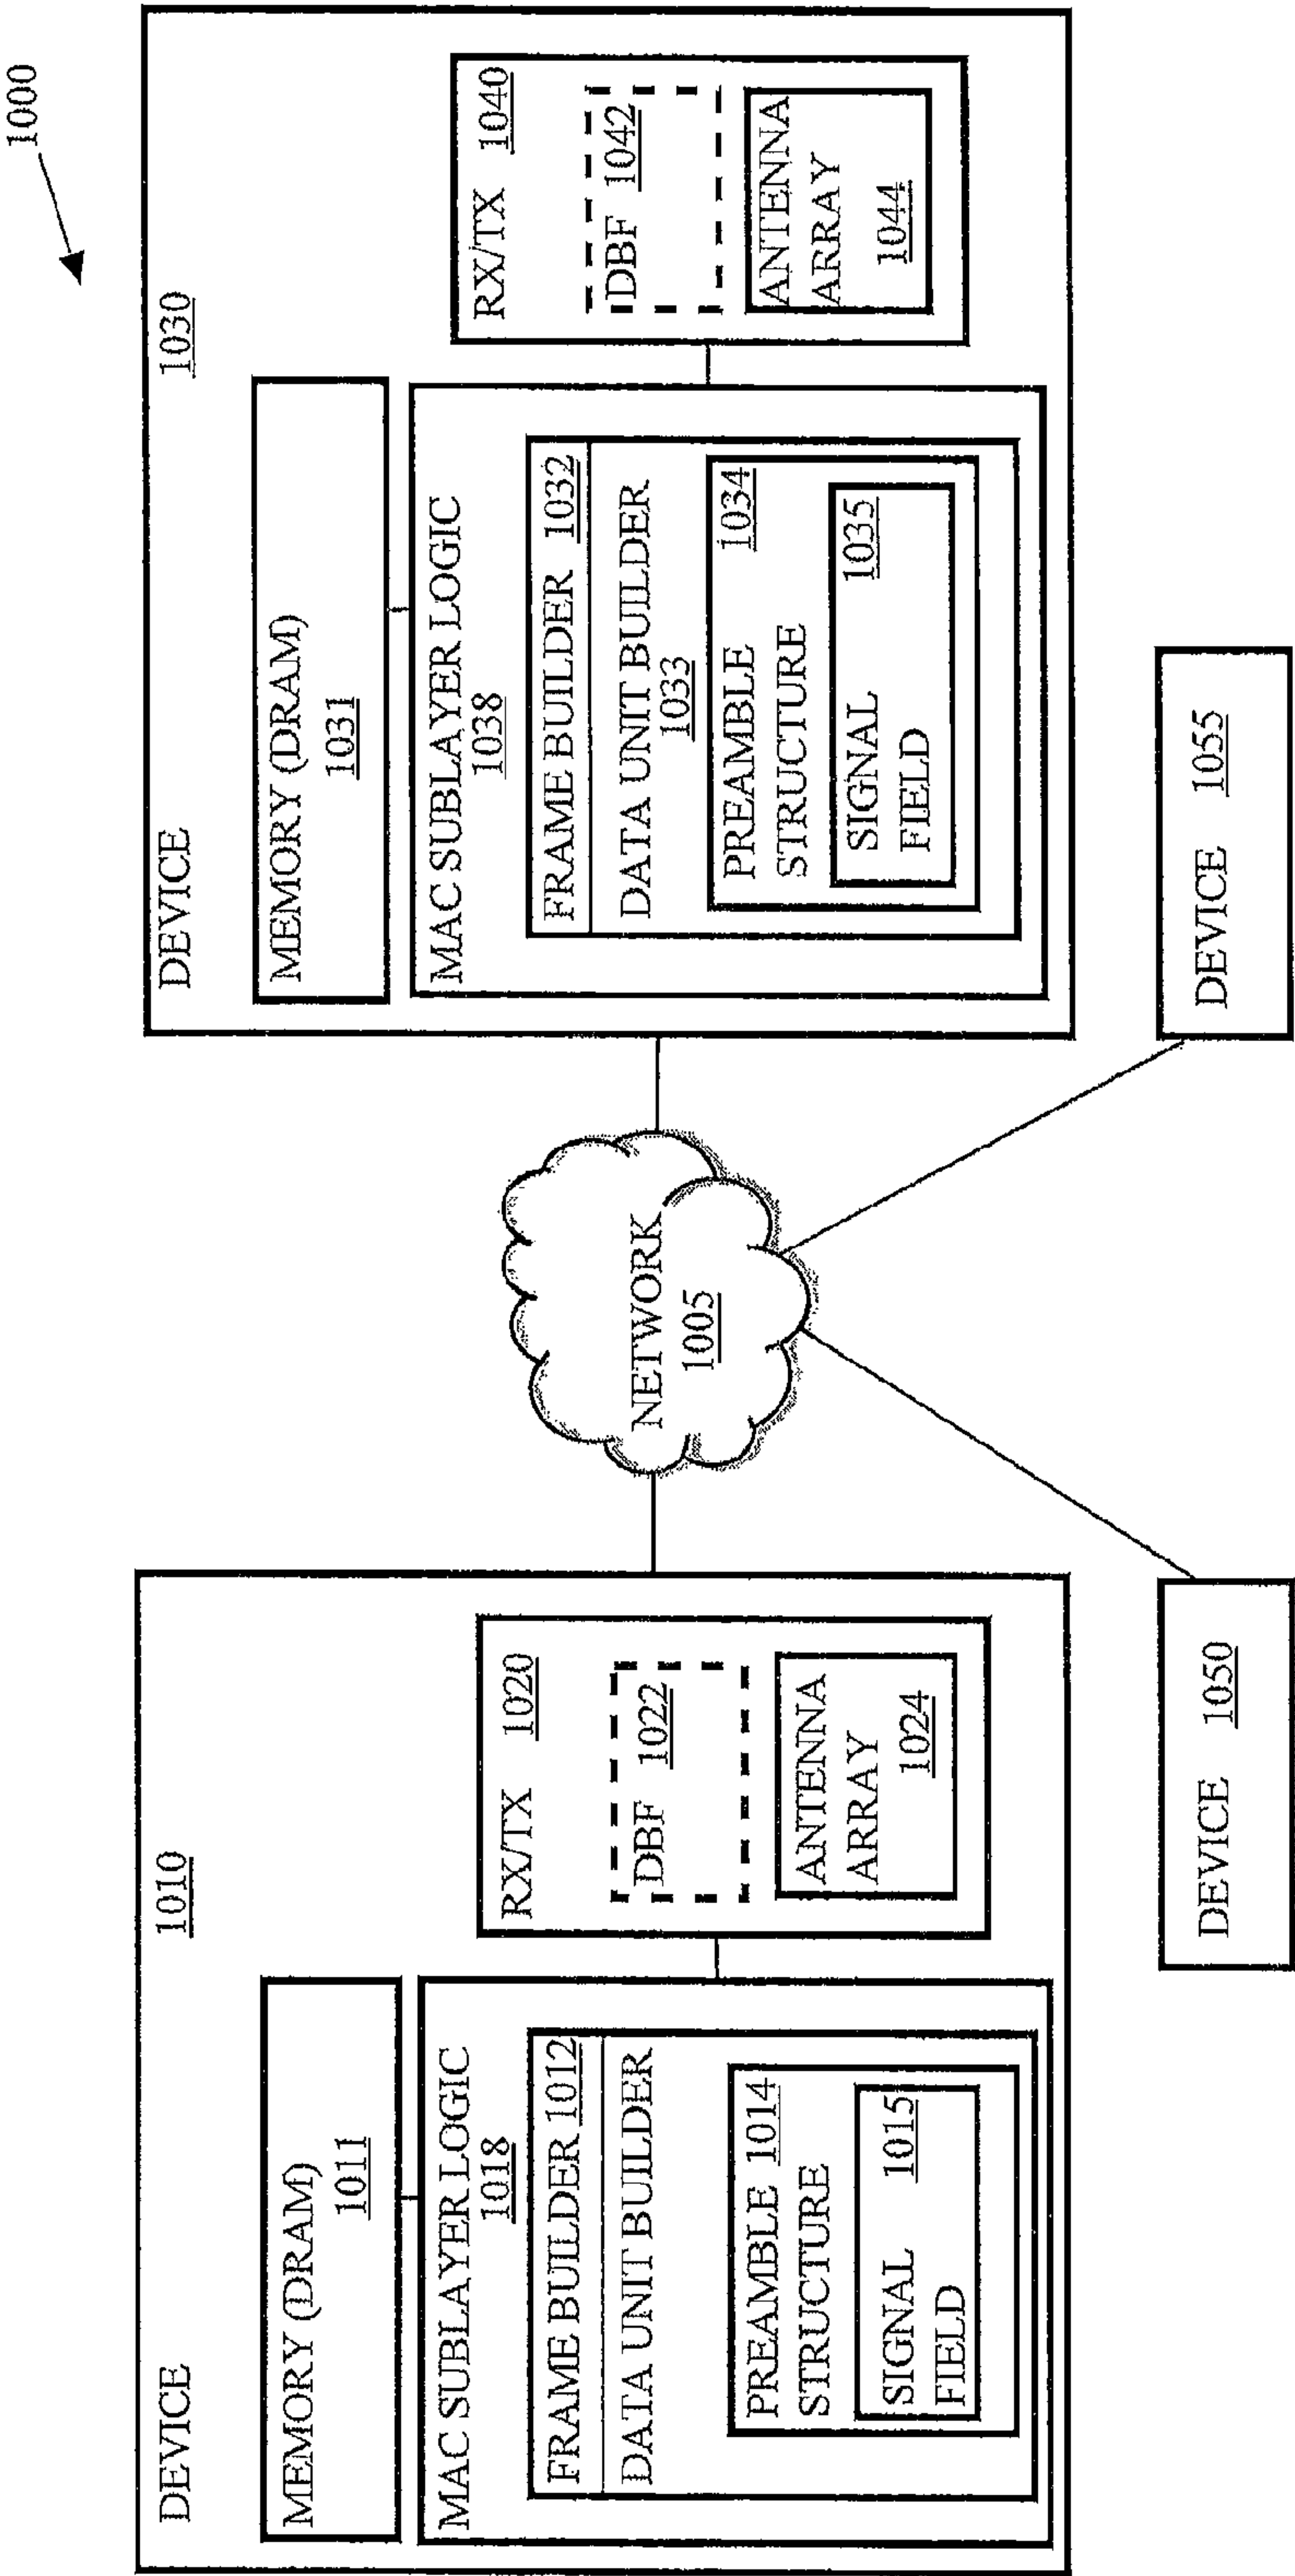 1000
DEVICE 1010
MEMORY (DRAM)
1011
MAC SUBLAYER LOGIC
1018
FRAME BUILDER 1012
DATA UNIT BUILDER
PREAMBLE 1014
STRUCTURE
SIGNAL 1015
FIELD
RX/TX 1020
DBF 1022
ANTENNA
ARRAY
1024
NETWORK
1005
DEVICE 1030
MEMORY (DRAM)
1031
MAC SUBLAYER LOGIC
1038
FRAME BUILDER 1032
DATA UNIT BUILDER
1033
PREAMBLE 1034
STRUCTURE
SIGNAL 1035
FIELD
RX/TX 1040
DBF 1042
ANTENNA
ARRAY
1044
DEVICE 1050
DEVICE 1055